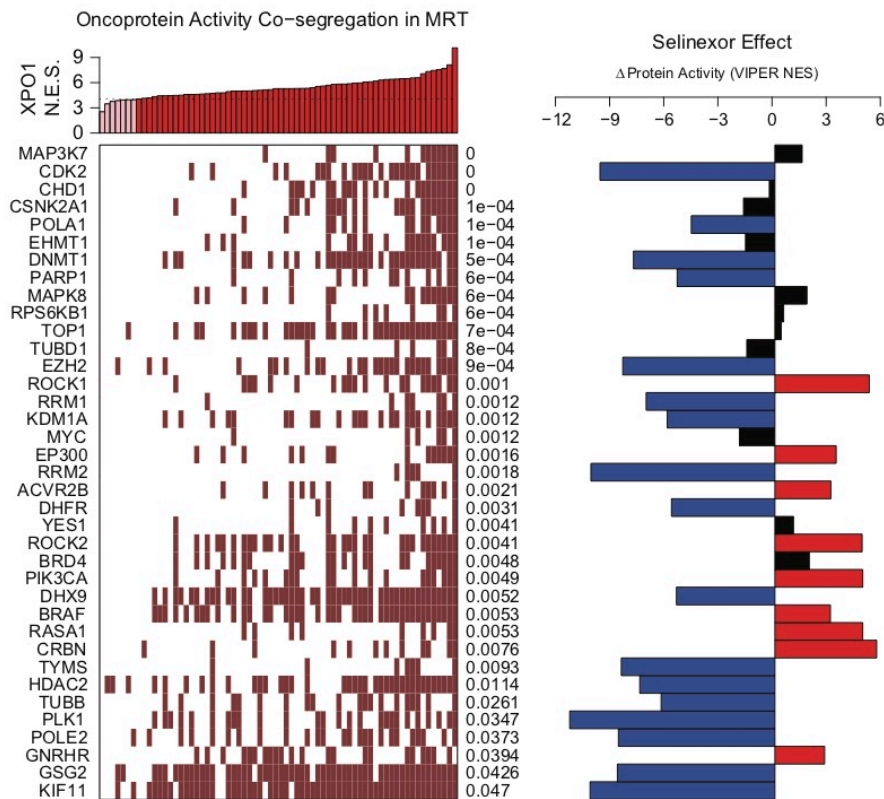 Oncoprotein Activity Co-segregation in MRT
XPO1
N.E.S.
9
6
3
0
Selinexor Effect
Δ Protein Activity (VIPER NES)
−12 −9 −6 −3 0 3 6
MAP3K7 0
CDK2 0
CHD1 0
CSNK2A1 1e−04
POLA1 1e−04
EHMT1 1e−04
DNMT1 5e−04
PARP1 6e−04
MAPK8 6e−04
RPS6KB1 6e−04
TOP1 7e−04
TUBD1 8e−04
EZH2 9e−04
ROCK1 0.001
RRM1 0.0012
KDM1A 0.0012
MYC 0.0012
EP300 0.0016
RRM2 0.0018
ACVR2B 0.0021
DHFR 0.0031
YES1 0.0041
ROCK2 0.0041
BRD4 0.0048
PIK3CA 0.0049
DHX9 0.0052
BRAF 0.0053
RASA1 0.0053
CRBN 0.0076
TYMS 0.0093
HDAC2 0.0114
TUBB 0.0261
PLK1 0.0347
POLE2 0.0373
GNRHR 0.0394
GSG2 0.0426
KIF11 0.047